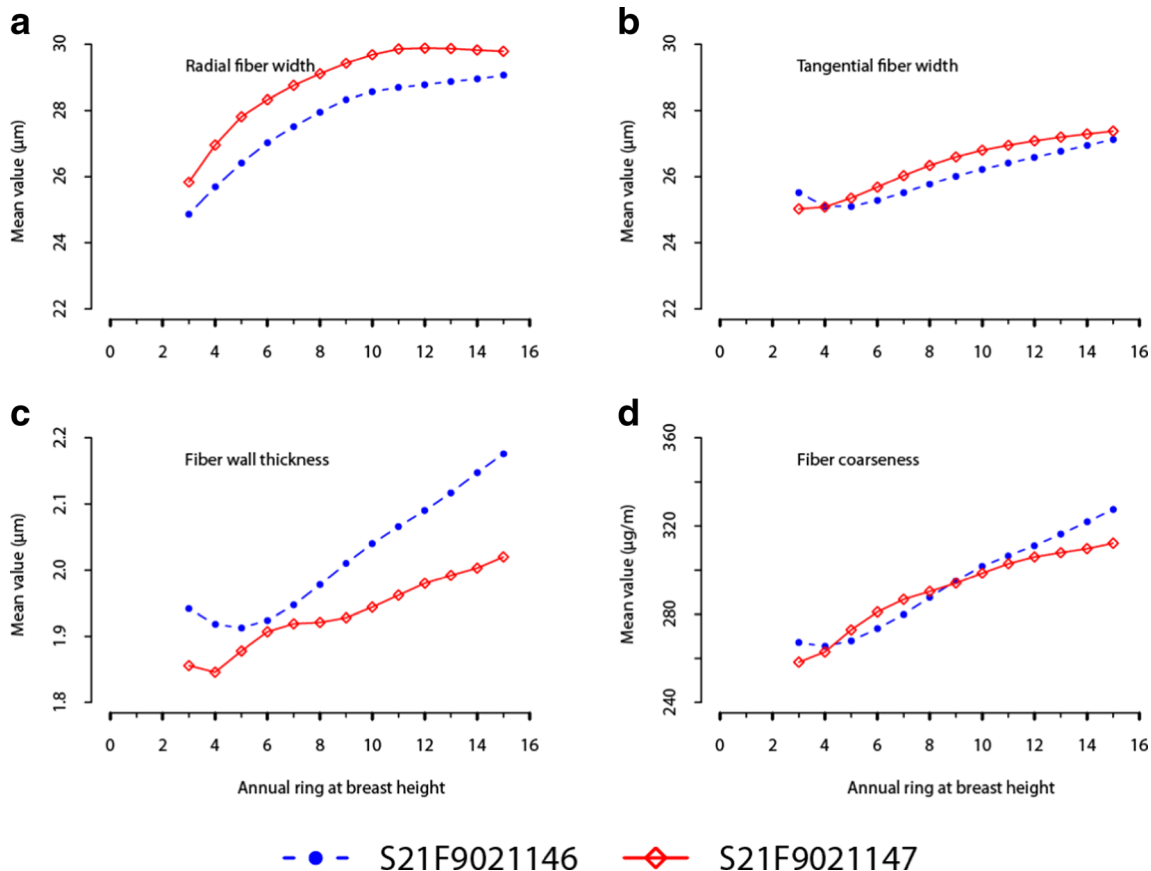 a
Radial fiber width
Mean value (µm)
30
28
26
24
22
0 2 4 6 8 10 12 14 16
b
Tangential fiber width
Mean value (µm)
30
28
26
24
22
0 2 4 6 8 10 12 14 16
c
Fiber wall thickness
Mean value (µm)
2.2
2.1
2.0
1.9
1.8
0 2 4 6 8 10 12 14 16
Annual ring at breast height
d
Fiber coarseness
Mean value (µg/m)
360
320
280
240
0 2 4 6 8 10 12 14 16
Annual ring at breast height
S21F9021146 S21F9021147